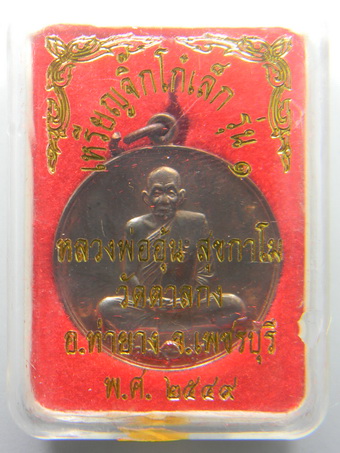 เหรียญจิ๊กโก๋เล็ก รุ่น ๑
หลวงพ่ออุ้น สุขกาโม
วัดตาลกง
อ.ท่ายาง จ.เพชรบุรี
พ.ศ. ๒๕๔๙